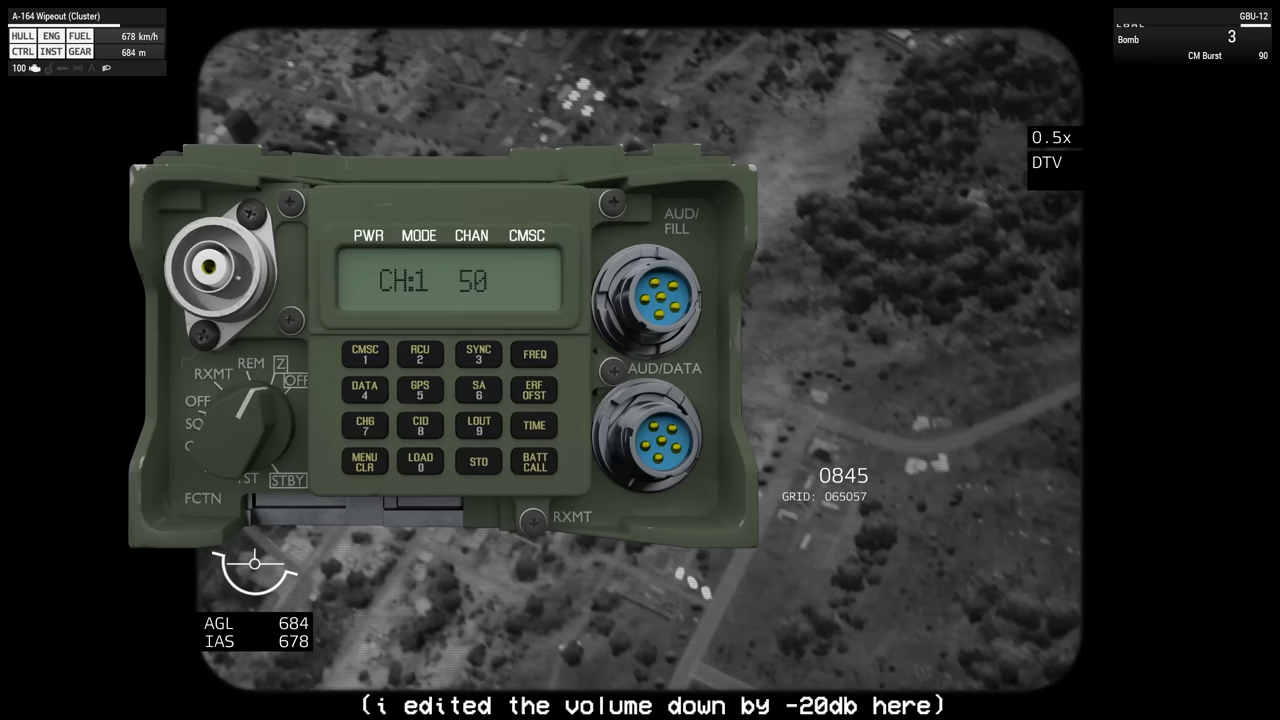 A-164 Wipeout (Cluster)
HULL ENG FUEL 678 km/h
CTRL INST GEAR 684 m
100
GBU-12
Bomb 3
CM Burst 90
0.5x
DTV
AUD/
FILL
PWR MODE CHAN CMSC
CH:1 50
CMSC
1
RCU
2
SYNC
3
FREQ
DATA
4
GPS
5
SA
6
ERF
OFST
CHG
7
CID
8
LOUT
9
TIME
MENU
CLR
LOAD
0
STO
BATT
CALL
REM
Z
RXMT
OFF
OFF
STBY
FCTN
AUD/DATA
RXMT
0845
GRID: 065057
AGL 684
IAS 678
(i edited the volume down by -20db here)